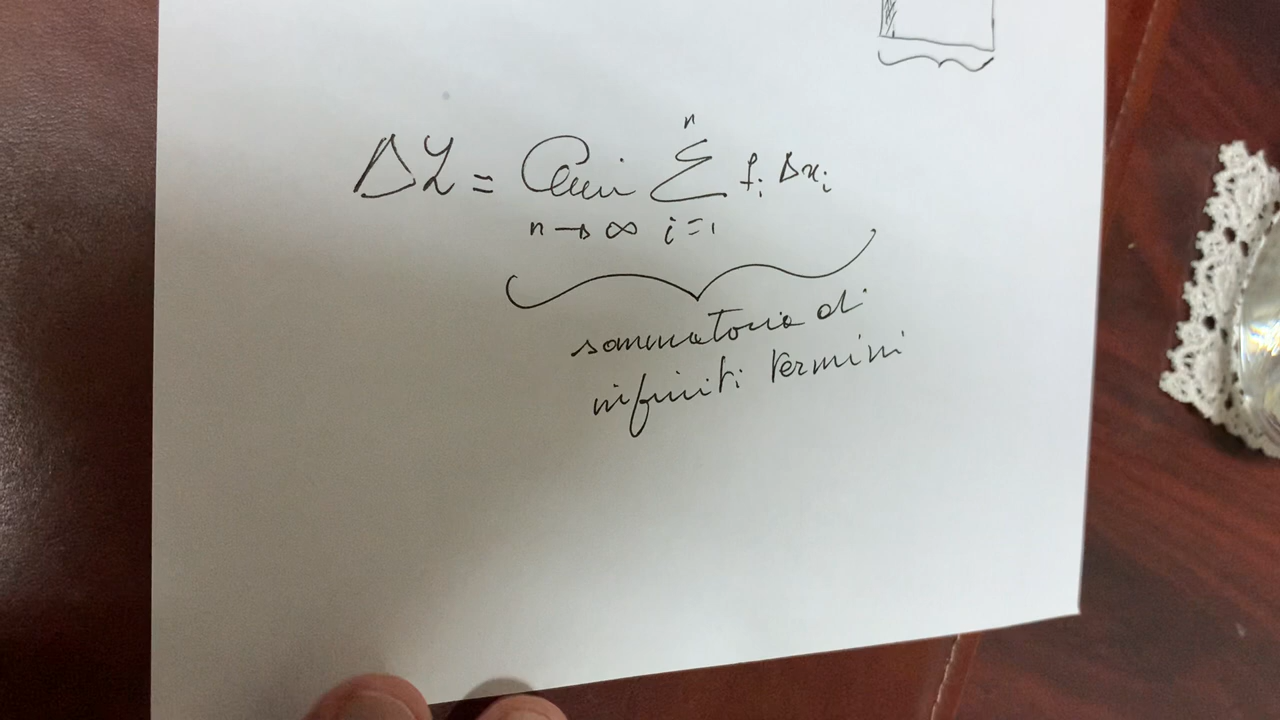 Δℒ = lim n→∞ n Σ i=1 fᵢ Δxᵢ
sommatoria di
infiniti termini